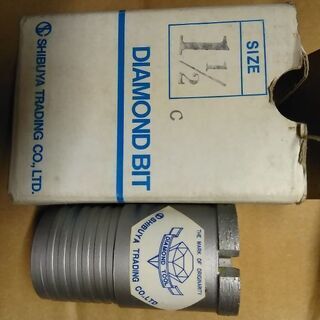 SIZE
1 1/2
C
DIAMOND BIT
SHIBUYA TRADING CO., LTD.
THE MARK OF ORIGINARITY
DIAMOND TOOL
SHIBUYA TRADING CO., LTD.